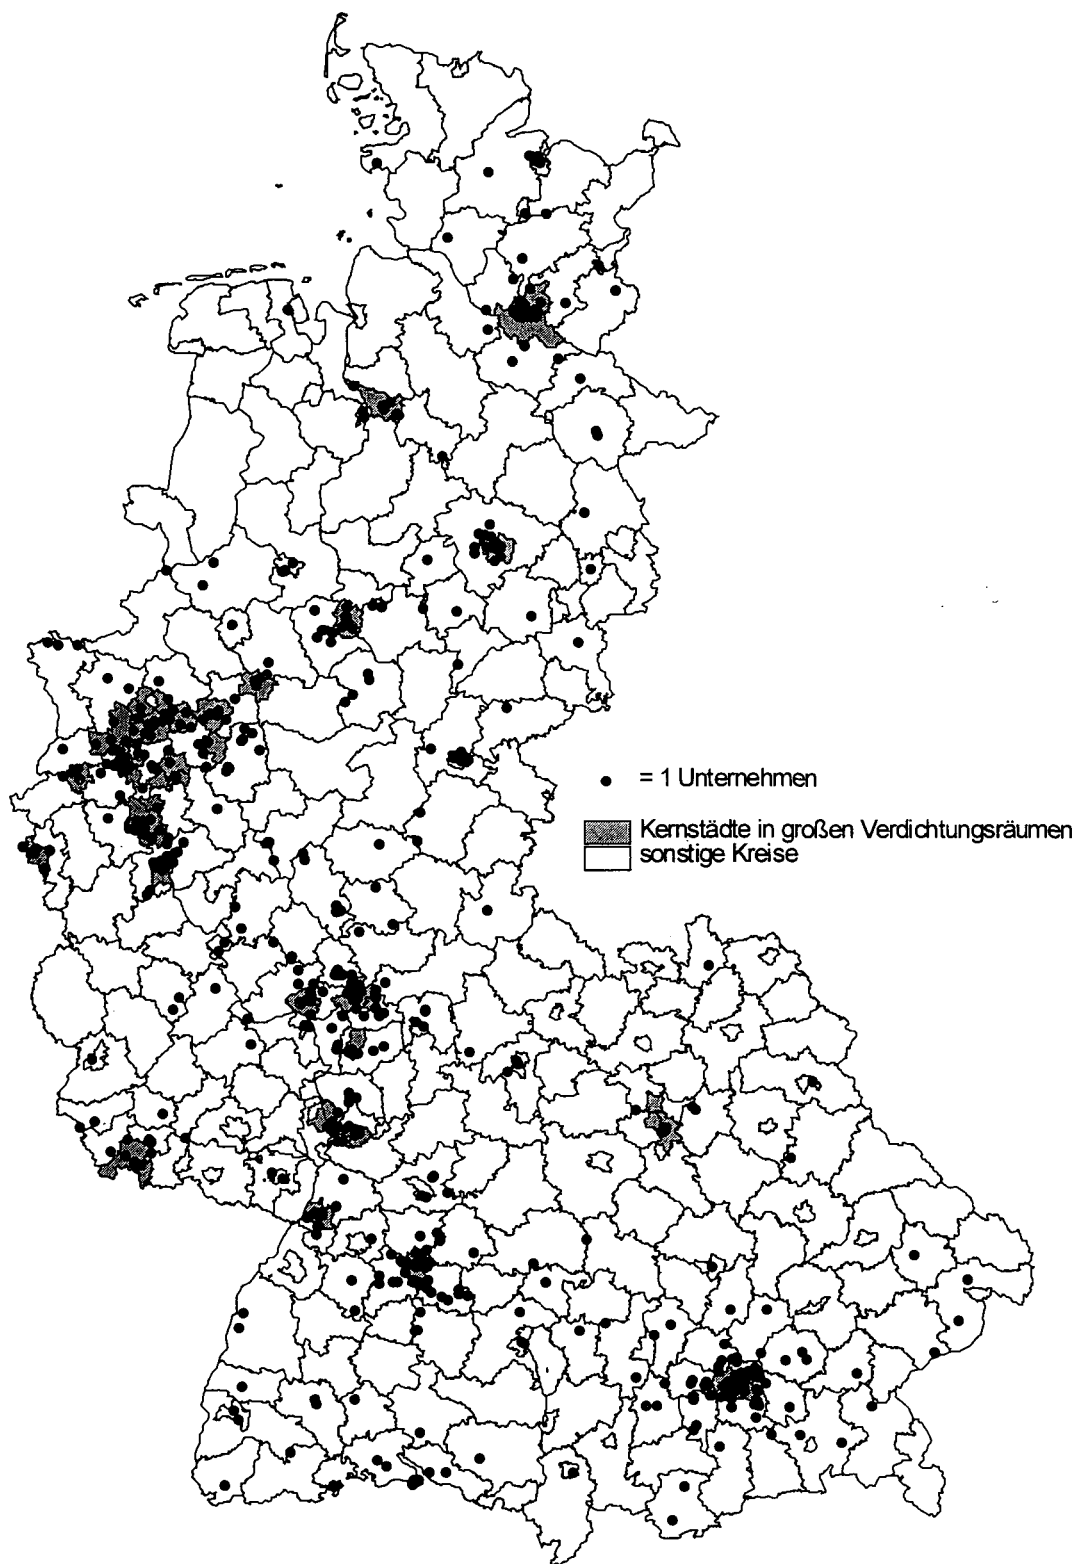 = 1 Unternehmen
Kernstädte in großen Verdichtungsräumen
sonstige Kreise